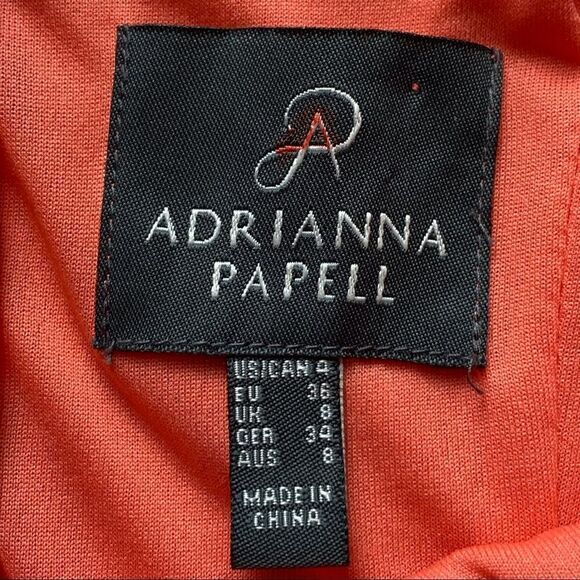 ADRIANNA
PAPELL
US/CAN 4
EU 36
UK 8
GER 34
AUS 8
MADE IN
CHINA